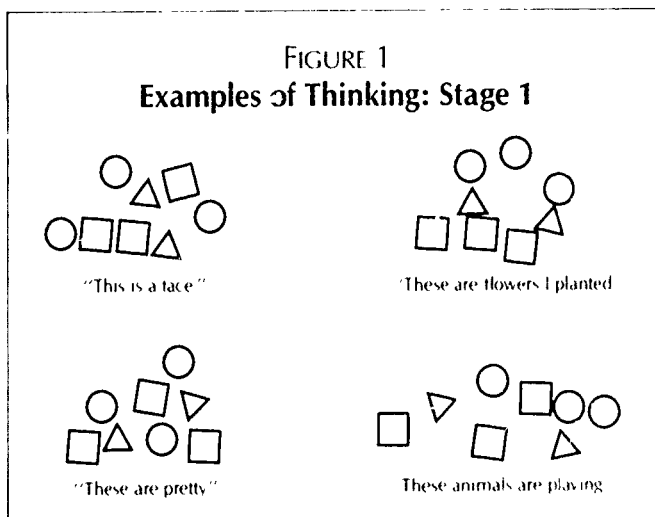 FIGURE 1
Examples of Thinking: Stage 1
"This is a face"
'These are flowers I planted
"These are pretty"
These animals are playing